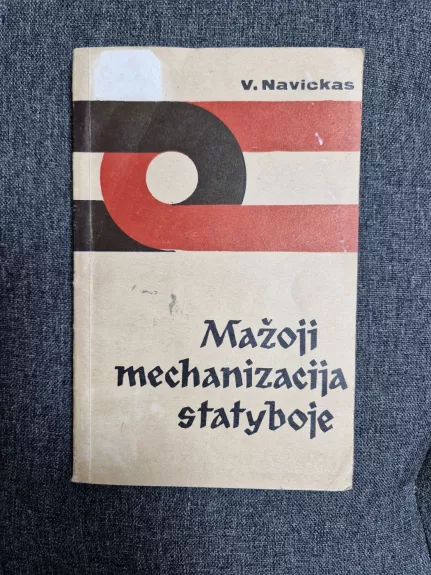 V. Navickas
Mažoji
mechanizacija
statyboje